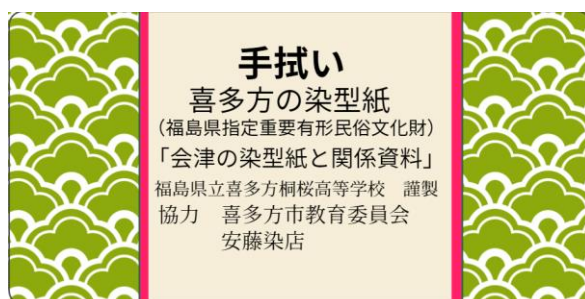 手拭い
喜多方の染型紙
（福島県指定重要有形民俗文化財）
「会津の染型紙と関係資料」
福島県立喜多方桐桜高等学校　謹製
協力　喜多方市教育委員会
安藤染店